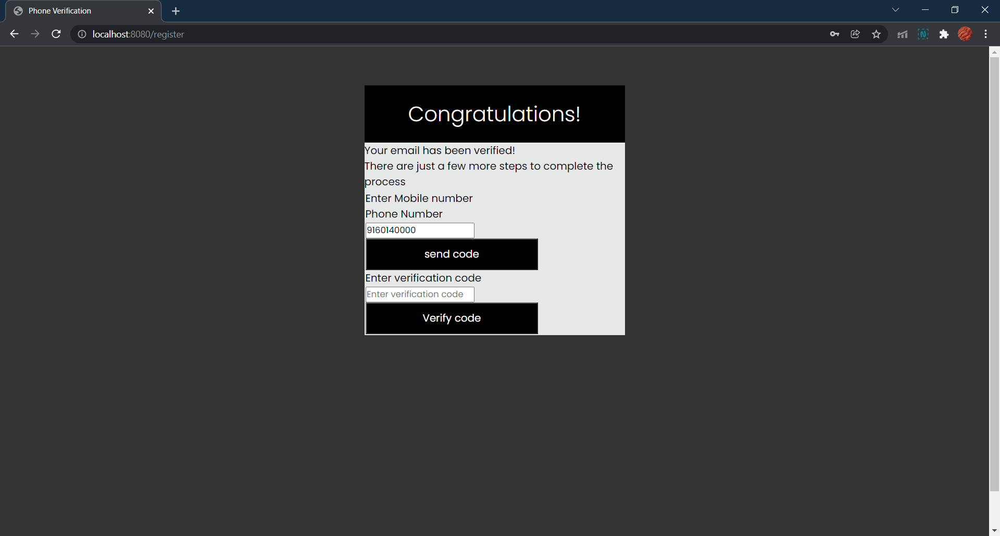 Phone Verification
localhost:8080/register
Congratulations!
Your email has been verified!
There are just a few more steps to complete the
process
Enter Mobile number
Phone Number
9160140000
send code
Enter verification code
Enter verification code
Verify code